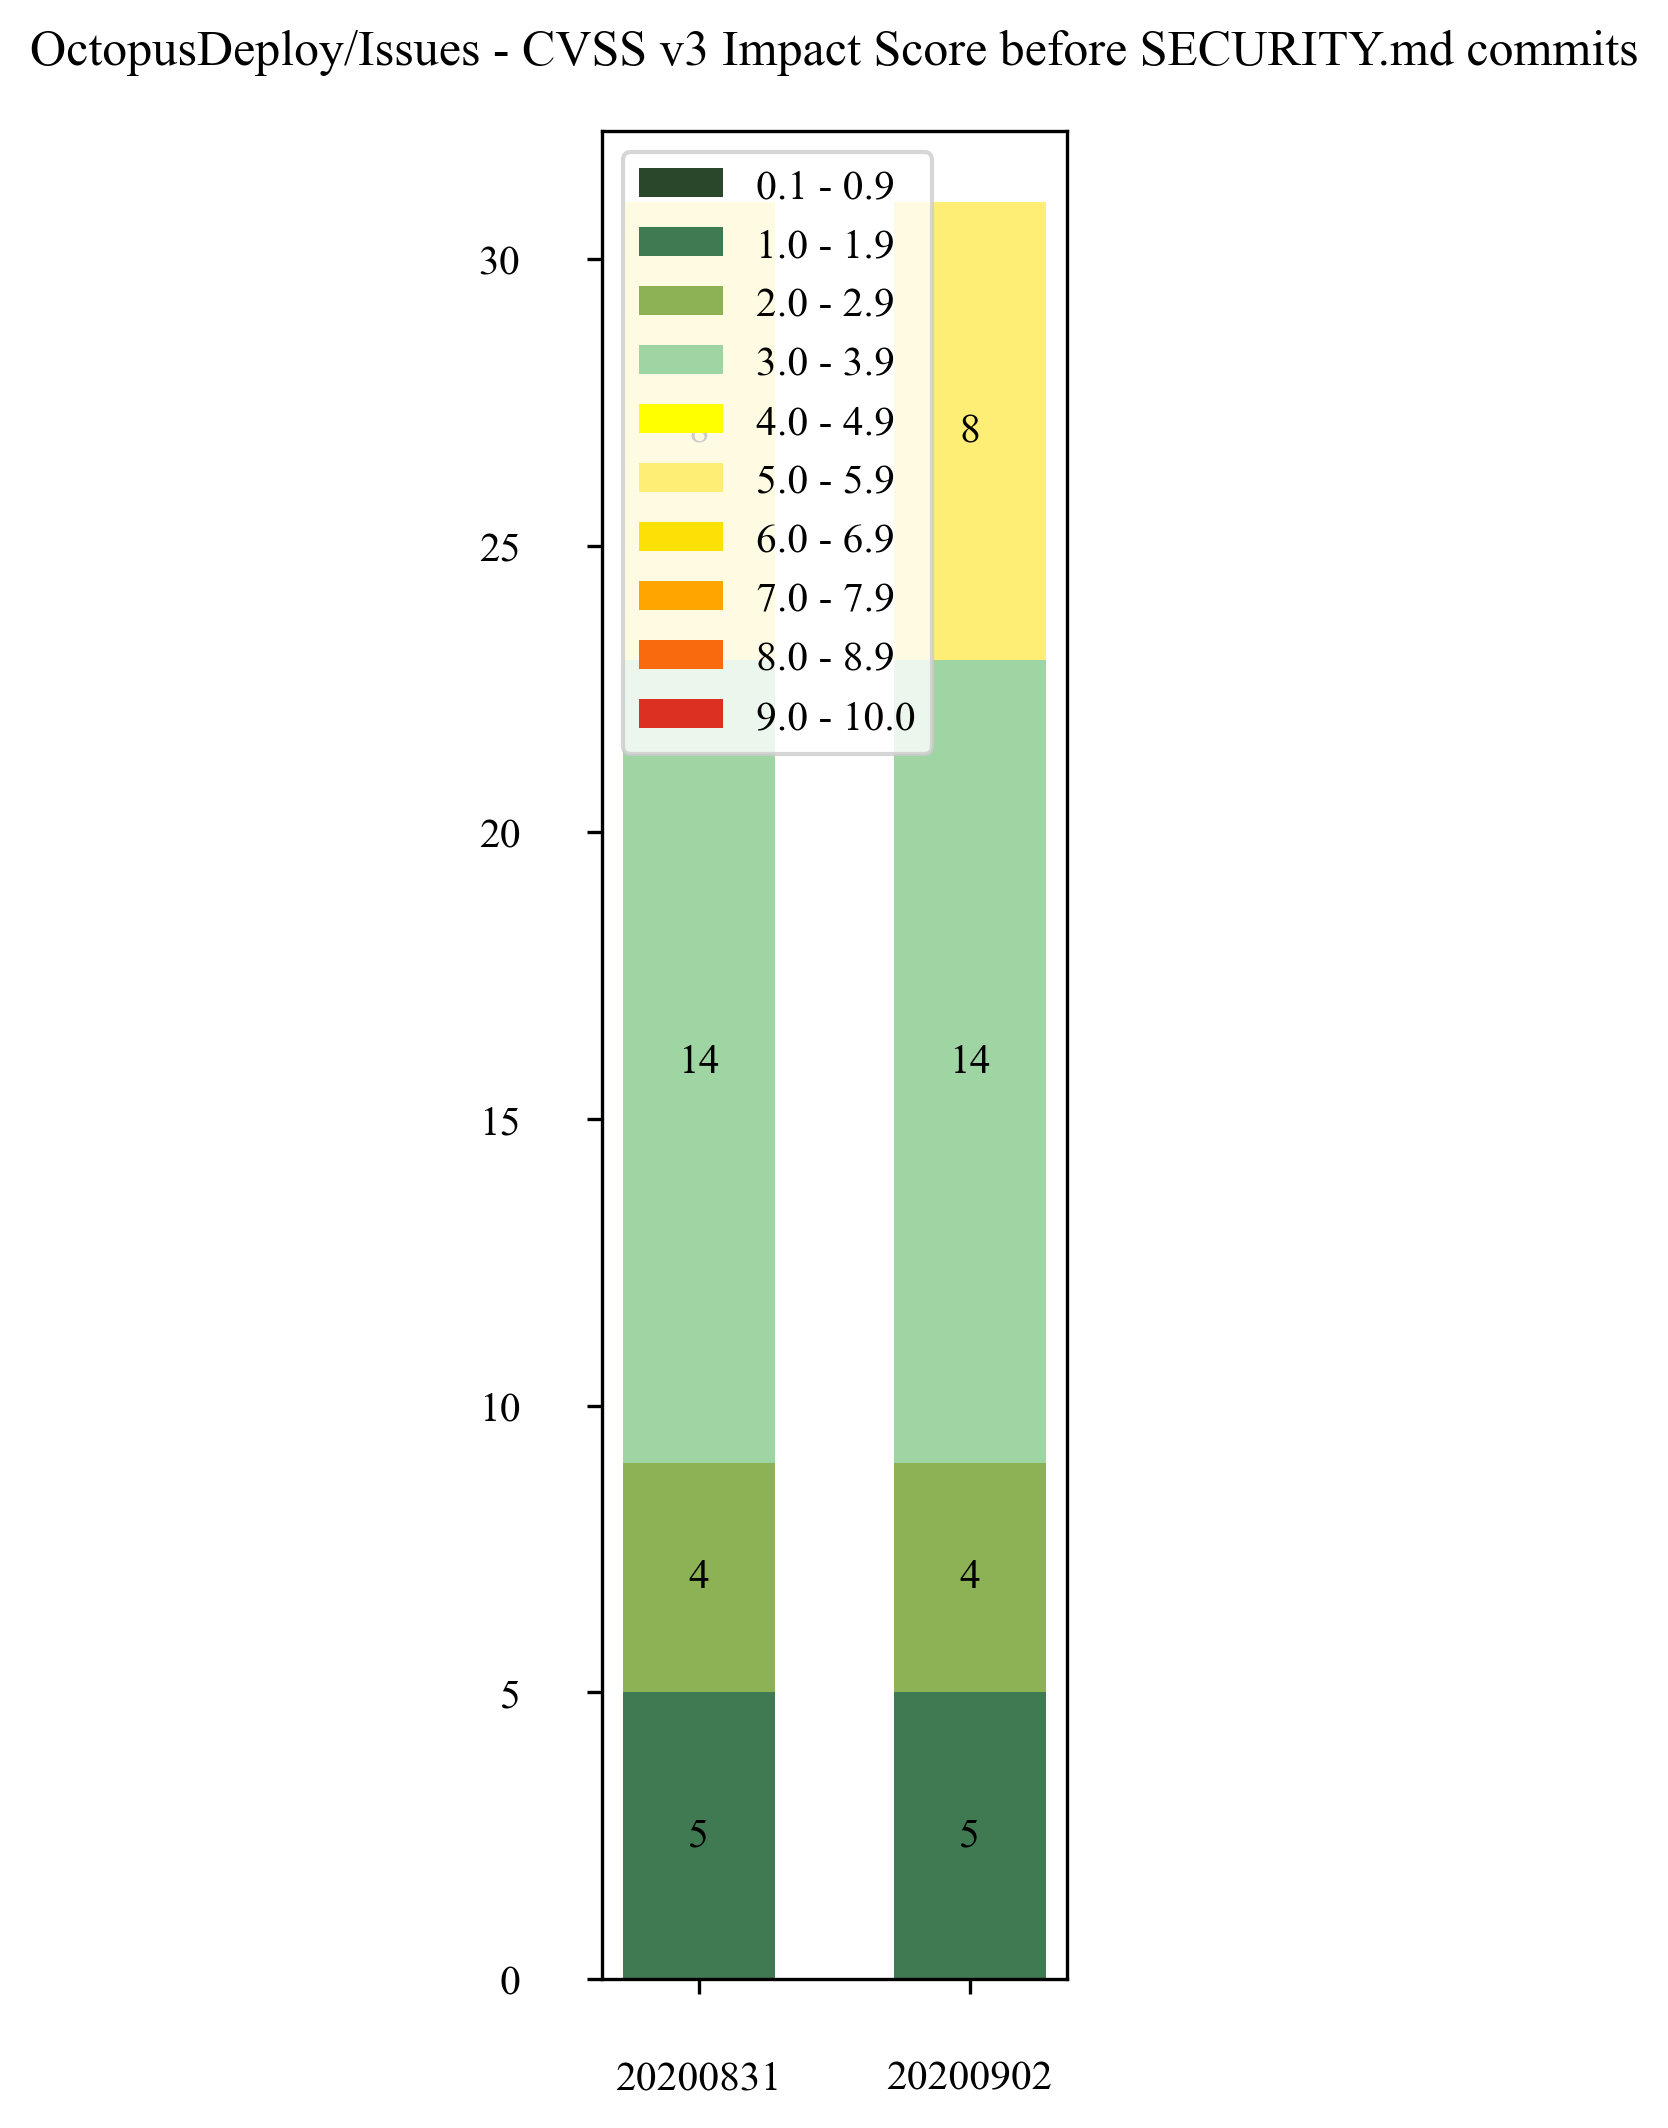 OctopusDeploy/Issues - CVSS v3 Impact Score before SECURITY.md commits
0.1 - 0.9
1.0 - 1.9
2.0 - 2.9
3.0 - 3.9
4.0 - 4.9
5.0 - 5.9
6.0 - 6.9
7.0 - 7.9
8.0 - 8.9
9.0 - 10.0
30
25
20
15
10
5
0
8 8
14 14
4 4
5 5
20200831 20200902